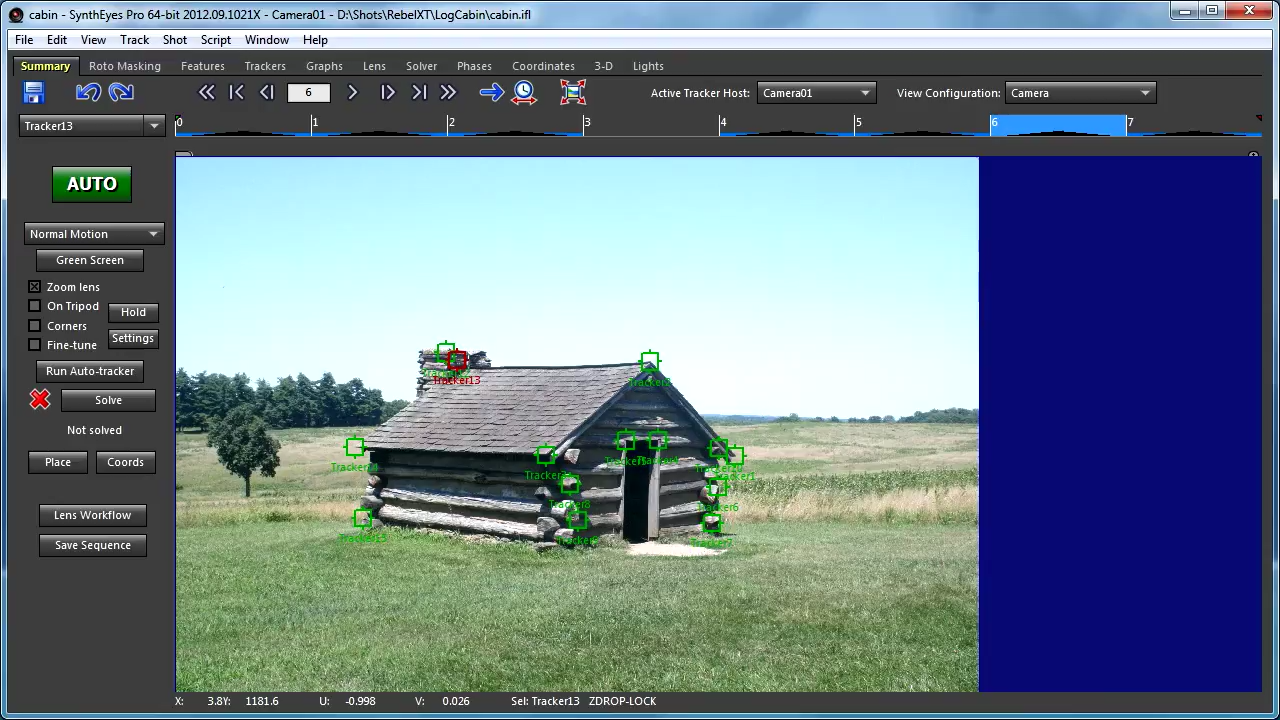 cabin - SynthEyes Pro 64-bit 2012.09.1021X - Camera01 - D:\Shots\RebelXT\LogCabin\cabin.ifl
File Edit View Track Shot Script Window Help
Summary Roto Masking Features Trackers Graphs Lens Solver Phases Coordinates 3-D Lights
6 Active Tracker Host: Camera01 View Configuration: Camera
Tracker13 0 1 2 3 4 5 6 7
AUTO
Normal Motion
Green Screen
Zoom lens
On Tripod Hold
Corners
Settings
Fine-tune
Run Auto-tracker
Solve
Not solved
Place Coords
Lens Workflow
Save Sequence
Tracker13
Tracker2
Tracker1
Tracker6
X: 3.8Y: 1181.6 U: -0.998 V: 0.026 Sel: Tracker13 ZDROP-LOCK